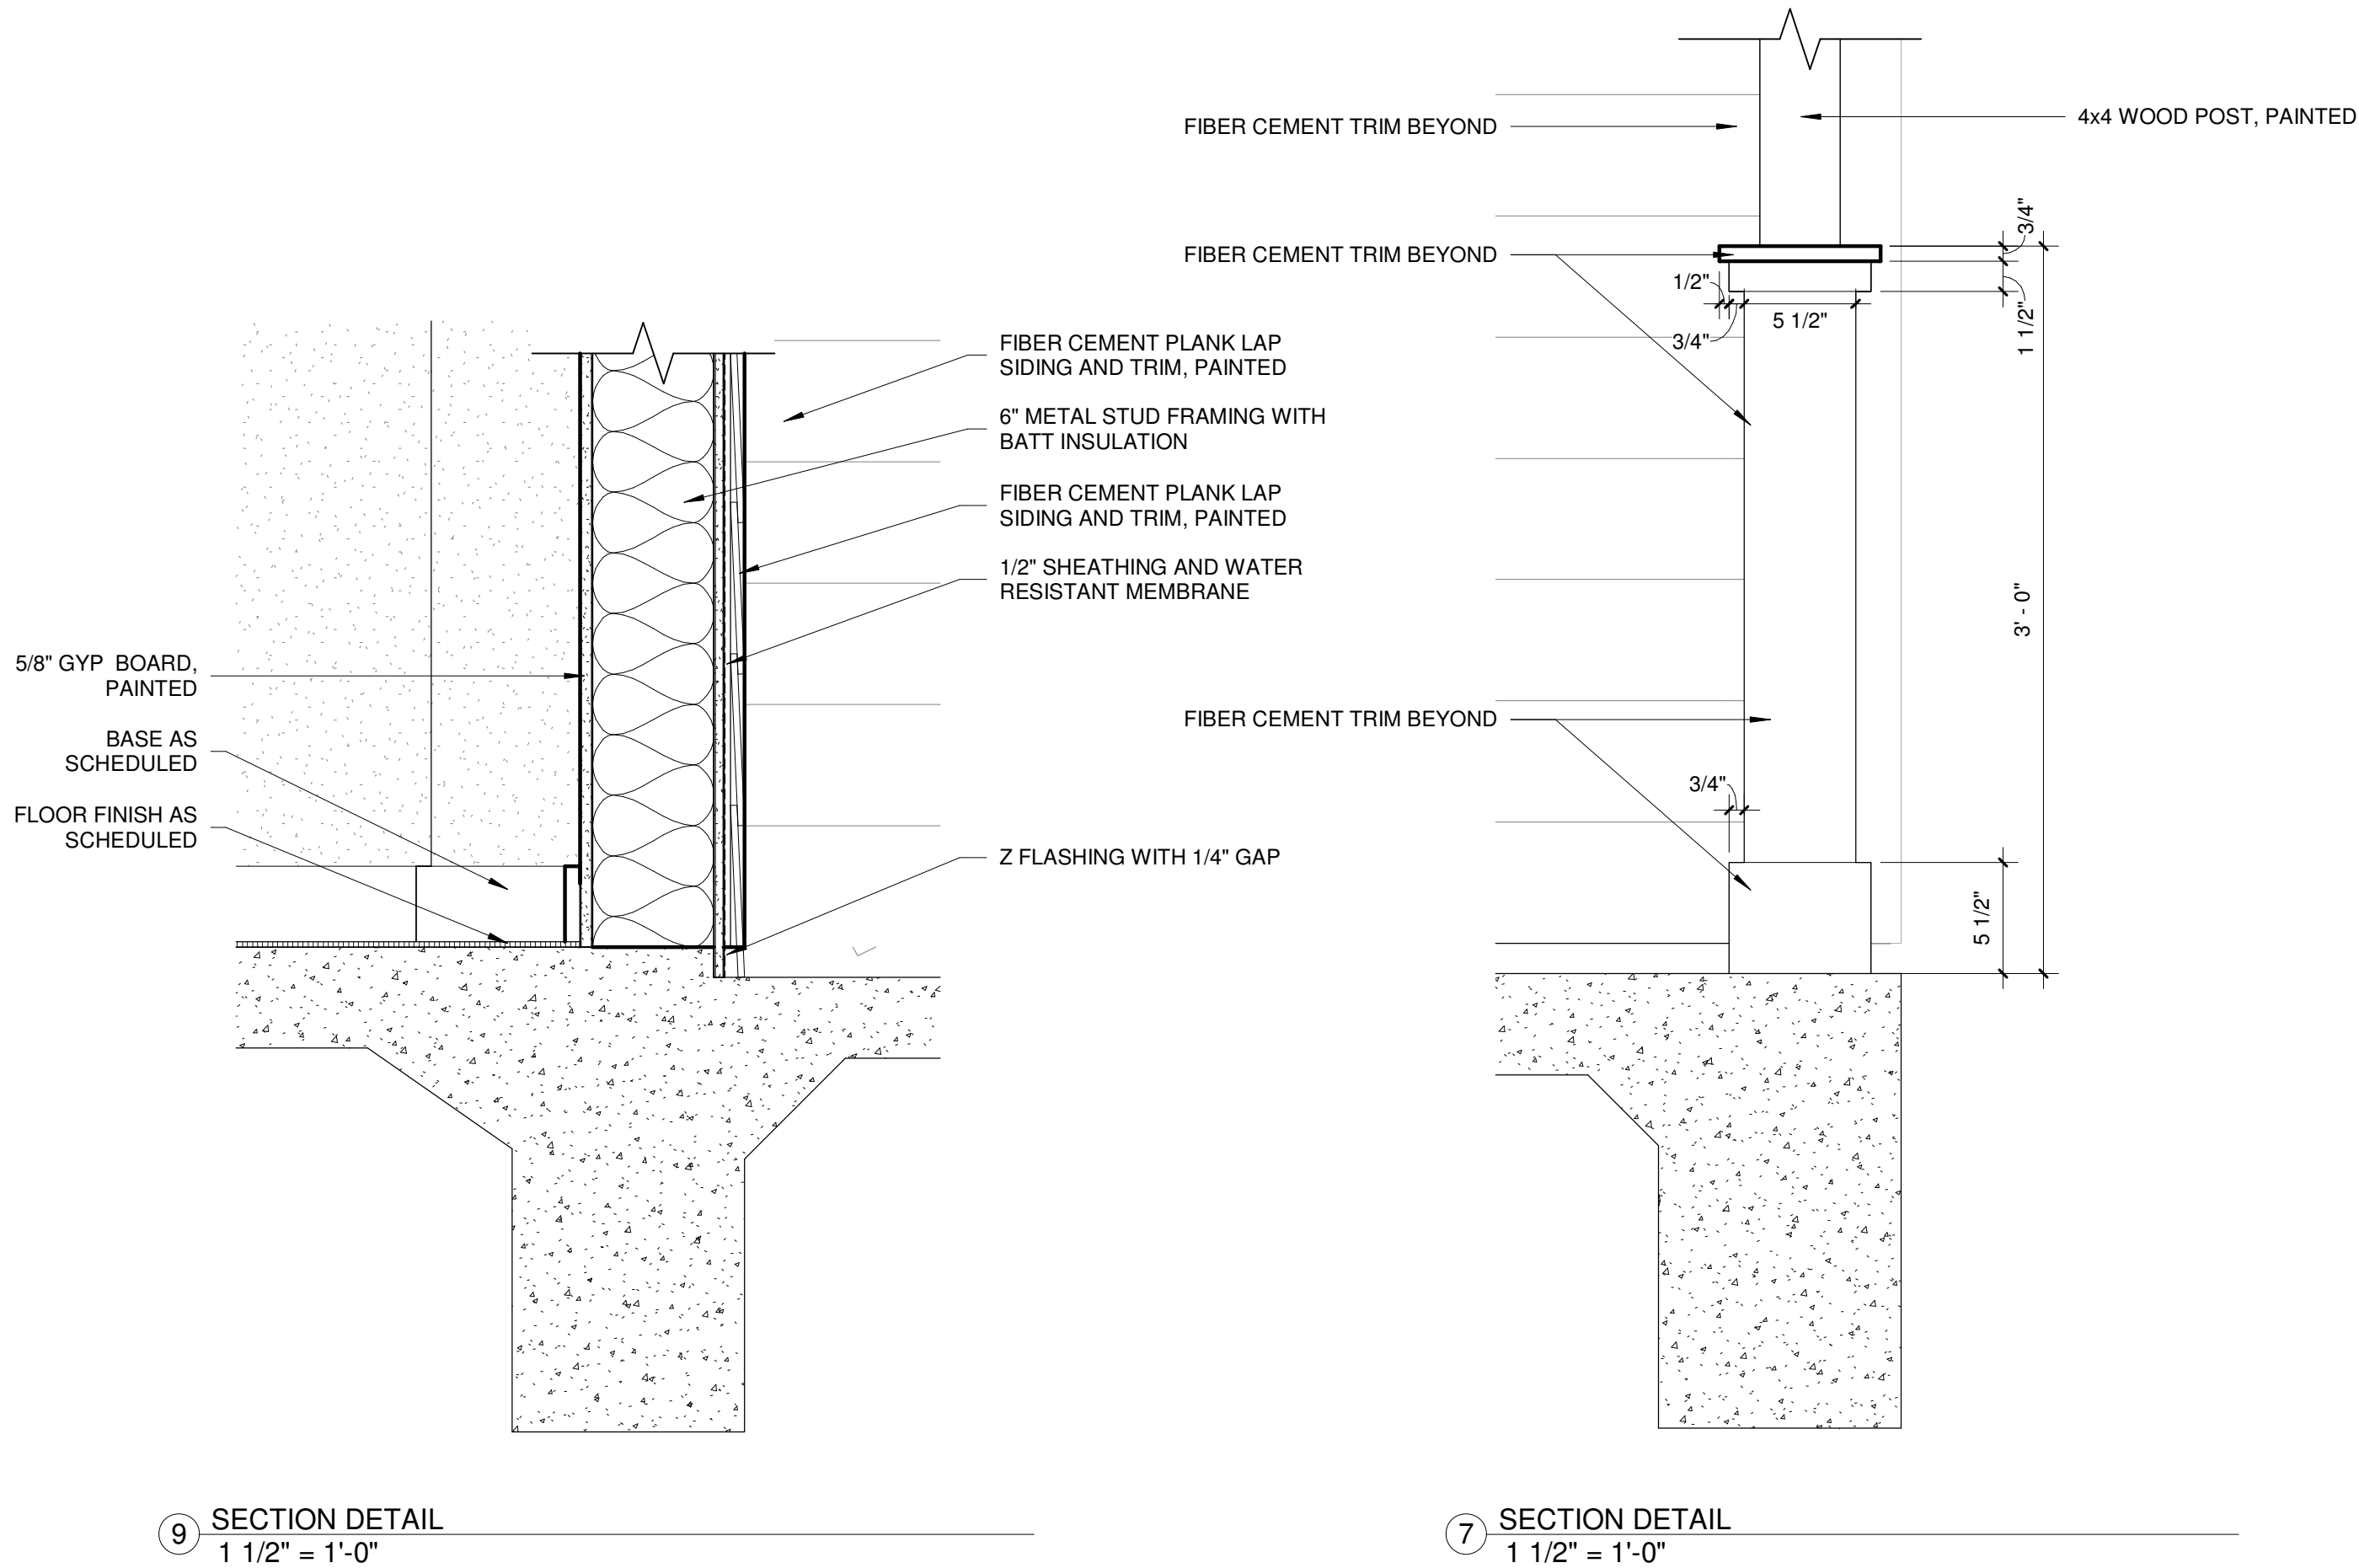 5/8" GYP  BOARD,
PAINTED
BASE AS
SCHEDULED
FLOOR FINISH AS
SCHEDULED
FIBER CEMENT PLANK LAP
SIDING AND TRIM, PAINTED
6" METAL STUD FRAMING WITH
BATT INSULATION
FIBER CEMENT PLANK LAP
SIDING AND TRIM, PAINTED
1/2" SHEATHING AND WATER
RESISTANT MEMBRANE
Z FLASHING WITH 1/4" GAP
9
SECTION DETAIL
1 1/2" = 1'-0"
FIBER CEMENT TRIM BEYOND
4x4 WOOD POST, PAINTED
FIBER CEMENT TRIM BEYOND
3/4"
1/2"
5 1/2"
1 1/2"
3/4"
3' - 0"
FIBER CEMENT TRIM BEYOND
3/4"
5 1/2"
7
SECTION DETAIL
1 1/2" = 1'-0"